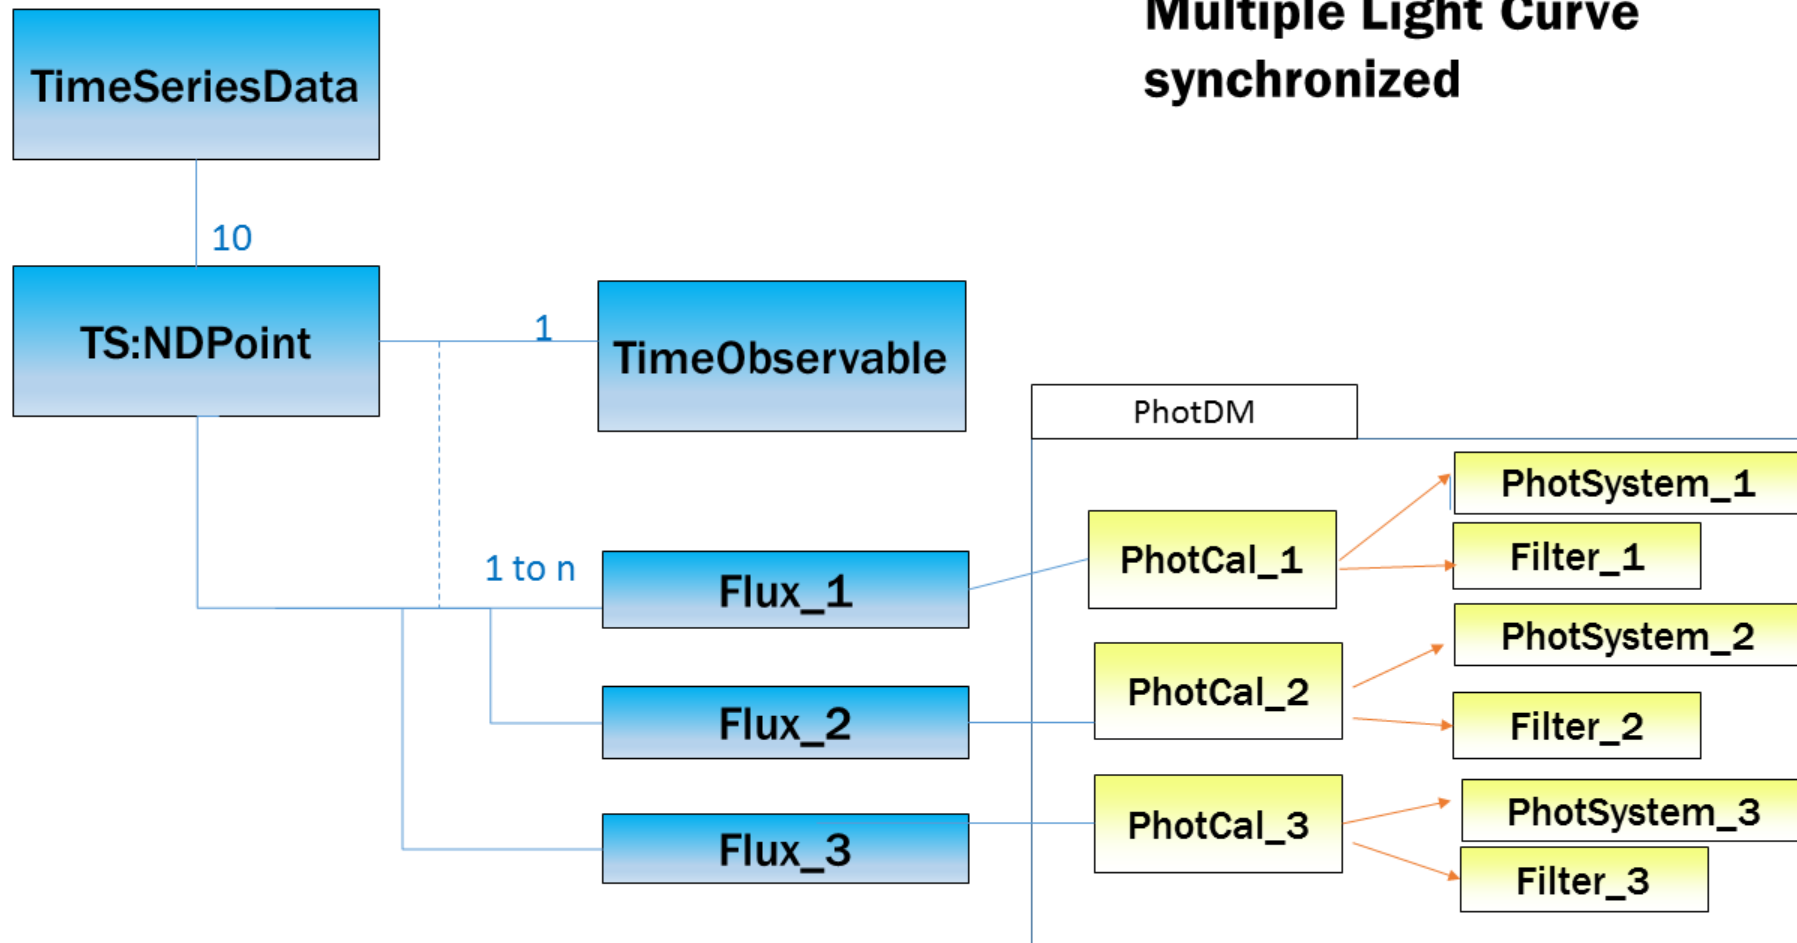 Multiple Light Curve
synchronized
TimeSeriesData
10
TS:NDPoint
1
TimeObservable
PhotDM
PhotSystem_1
PhotCal_1
Filter_1
1 to n
Flux_1
PhotSystem_2
PhotCal_2
Flux_2
Filter_2
PhotSystem_3
PhotCal_3
Flux_3
Filter_3